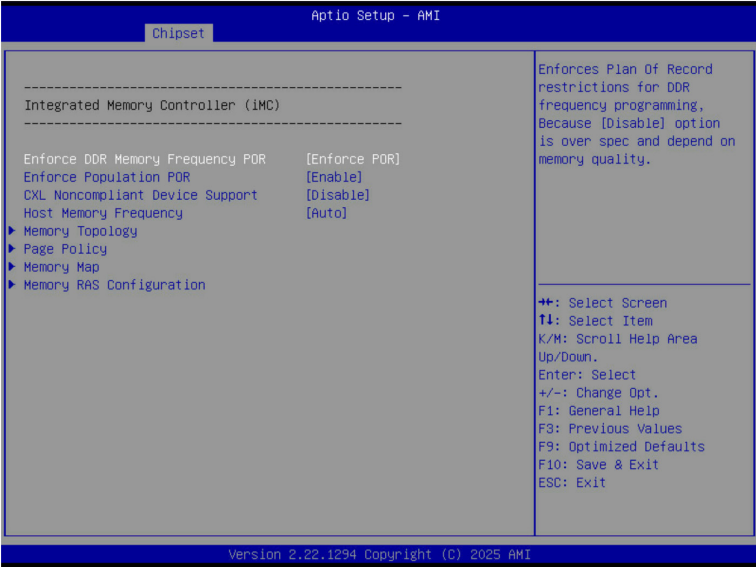 Aptio Setup – AMI
Chipset
------------------------------------------------
Integrated Memory Controller (iMC)
------------------------------------------------
Enforce DDR Memory Frequency POR [Enforce POR]
Enforce Population POR [Enable]
CXL Noncompliant Device Support [Disable]
Host Memory Frequency [Auto]
Memory Topology
Page Policy
Memory Map
Memory RAS Configuration
Enforces Plan Of Record
restrictions for DDR
frequency programming,
Because [Disable] option
is over spec and depend on
memory quality.
→←: Select Screen
↑↓: Select Item
K/M: Scroll Help Area
Up/Down.
Enter: Select
+/-: Change Opt.
F1: General Help
F3: Previous Values
F9: Optimized Defaults
F10: Save & Exit
ESC: Exit
Version 2.22.1294 Copyright (C) 2025 AMI